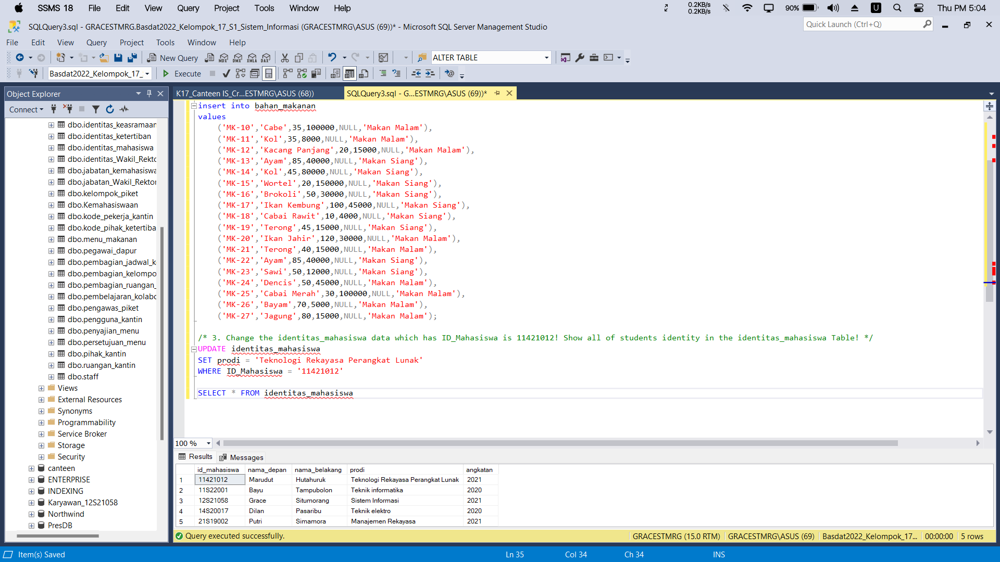 SSMS 18 File Edit View Query Project Tools Window Help 0.2KB/s 0.2KB/s 90% U Thu PM 5:04
SQLQuery3.sql - GRACESTMRG.Basdat2022_Kelompok_17_S1_Sistem_Informasi (GRACESTMRG\ASUS (69))* - Microsoft SQL Server Management Studio
Quick Launch (Ctrl+Q)
File Edit View Query Project Tools Window Help
New Query MDX DMX XMLA DAX ALTER TABLE
Basdat2022_Kelompok_17_ Execute
Object Explorer
Connect
dbo.identitas_keasramaan
dbo.identitas_ketertiban
dbo.identitas_mahasiswa
dbo.identitas_Wakil_Rekto
dbo.jabatan_kemahasiswa
dbo.jabatan_Wakil_Rektor
dbo.kelompok_piket
dbo.Kemahasiswaan
dbo.kode_pekerja_kantin
dbo.kode_pihak_ketertiba
dbo.menu_makanan
dbo.pegawai_dapur
dbo.pembagian_jadwal_k
dbo.pembagian_kelompo
dbo.pembagian_ruangan_
dbo.pembelajaran_kolabo
dbo.pengawas_piket
dbo.pengguna_kantin
dbo.penyajian_menu
dbo.persetujuan_menu
dbo.pihak_kantin
dbo.ruangan_kantin
dbo.staff
Views
External Resources
Synonyms
Programmability
Service Broker
Storage
Security
canteen
ENTERPRISE
INDEXING
Karyawan_12S21058
Northwind
PresDB
K17_Canteen IS_Cr...ESTMRG\ASUS (68)) SQLQuery3.sql - G...ESTMRG\ASUS (69))*
insert into bahan_makanan
values
('MK-10','Cabe',35,100000,NULL,'Makan Malam'),
('MK-11','Kol',35,8000,NULL,'Makan Malam'),
('MK-12','Kacang Panjang',20,15000,NULL,'Makan Malam'),
('MK-13','Ayam',85,40000,NULL,'Makan Siang'),
('MK-14','Kol',45,80000,NULL,'Makan Siang'),
('MK-15','Wortel',20,150000,NULL,'Makan Siang'),
('MK-16','Brokoli',50,30000,NULL,'Makan Siang'),
('MK-17','Ikan Kembung',100,45000,NULL,'Makan Siang'),
('MK-18','Cabai Rawit',10,4000,NULL,'Makan Siang'),
('MK-19','Terong',45,15000,NULL,'Makan Siang'),
('MK-20','Ikan Jahir',120,30000,NULL,'Makan Malam'),
('MK-21','Terong',40,15000,NULL,'Makan Malam'),
('MK-22','Ayam',85,40000,NULL,'Makan Siang'),
('MK-23','Sawi',50,12000,NULL,'Makan Siang'),
('MK-24','Dencis',50,45000,NULL,'Makan Malam'),
('MK-25','Cabai Merah',30,100000,NULL,'Makan Malam'),
('MK-26','Bayam',70,5000,NULL,'Makan Malam'),
('MK-27','Jagung',80,15000,NULL,'Makan Malam');
/* 3. Change the identitas_mahasiswa data which has ID_Mahasiswa is 11421012! Show all of students identity in the identitas_mahasiswa Table! */
UPDATE identitas_mahasiswa
SET prodi = 'Teknologi Rekayasa Perangkat Lunak'
WHERE ID_Mahasiswa = '11421012'
SELECT * FROM identitas_mahasiswa
100 %
Results Messages
id_mahasiswa nama_depan nama_belakang prodi angkatan
1 11421012 Marudut Hutahuruk Teknologi Rekayasa Perangkat Lunak 2021
2 11S22001 Bayu Tampubolon Teknik informatika 2020
3 12S21058 Grace Situmorang Sistem Informasi 2021
4 14S20017 Dilan Pasaribu Teknik elektro 2020
5 21S19002 Putri Simamora Manajemen Rekayasa 2021
Query executed successfully. GRACESTMRG (15.0 RTM) GRACESTMRG\ASUS (69) Basdat2022_Kelompok_17... 00:00:00 5 rows
Item(s) Saved Ln 35 Col 34 Ch 34 INS